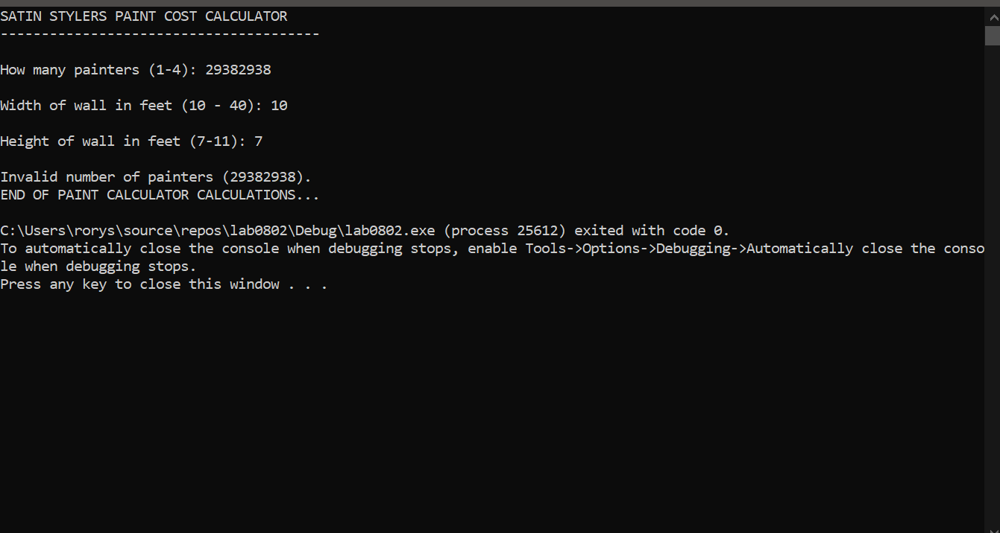 SATIN STYLERS PAINT COST CALCULATOR
---------------------------------------
How many painters (1-4): 29382938
Width of wall in feet (10 - 40): 10
Height of wall in feet (7-11): 7
Invalid number of painters (29382938).
END OF PAINT CALCULATOR CALCULATIONS...
C:\Users\rorys\source\repos\lab0802\Debug\lab0802.exe (process 25612) exited with code 0.
To automatically close the console when debugging stops, enable Tools->Options->Debugging->Automatically close the conso
le when debugging stops.
Press any key to close this window . . .